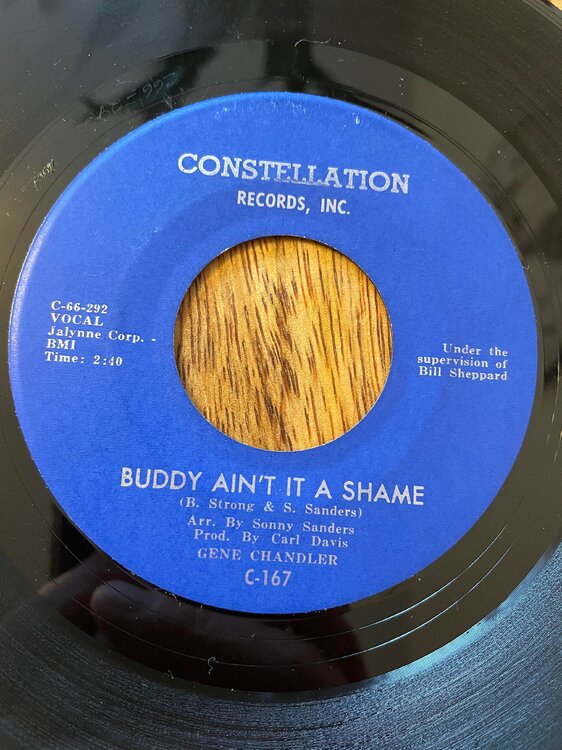 CONSTELLATION
RECORDS, INC.
C-66-292
VOCAL
Jalynne Corp. -
BMI
Time: 2:40
Under the
supervision of
Bill Sheppard
BUDDY AIN'T IT A SHAME
(B. Strong & S. Sanders)
Arr. By Sonny Sanders
Prod. By Carl Davis
GENE CHANDLER
C-167